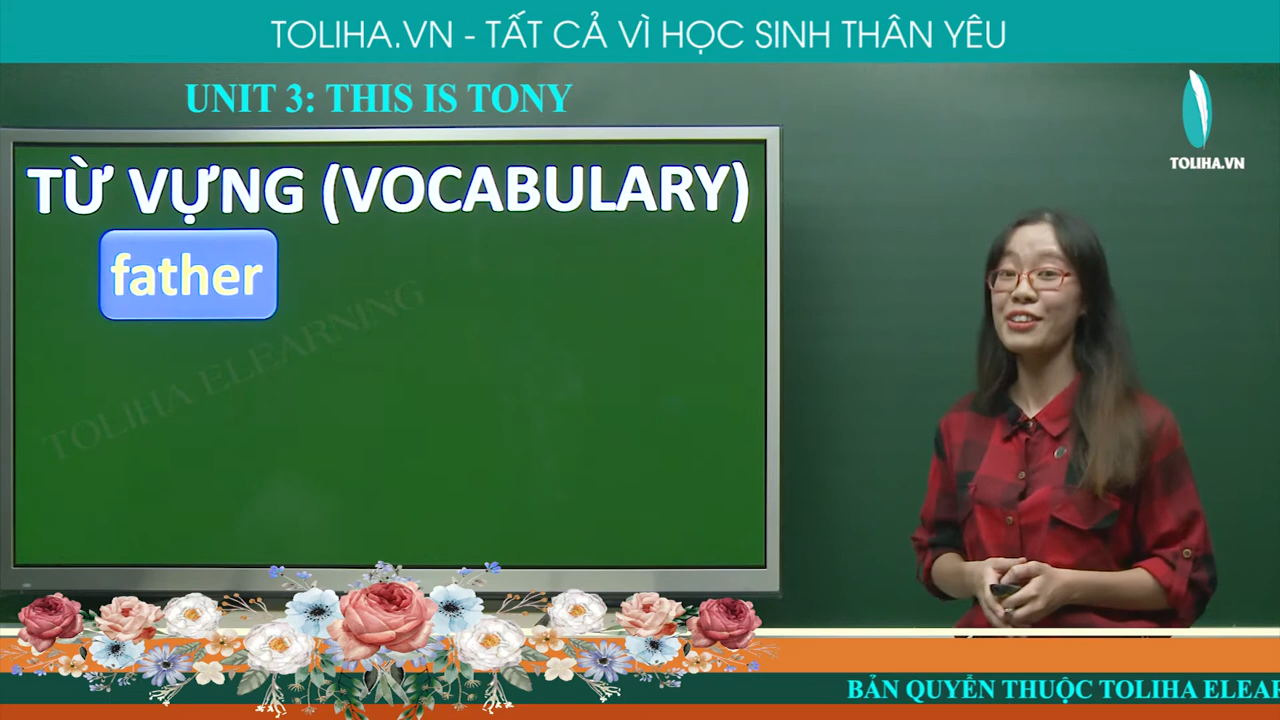 TOLIHA.VN - TẤT CẢ VÌ HỌC SINH THÂN YÊU
UNIT 3: THIS IS TONY
TOLIHA.VN
TỪ VỰNG (VOCABULARY)
father
TOLIHA ELEARNING
BẢN QUYỂN THUỘC TOLIHA ELEAR